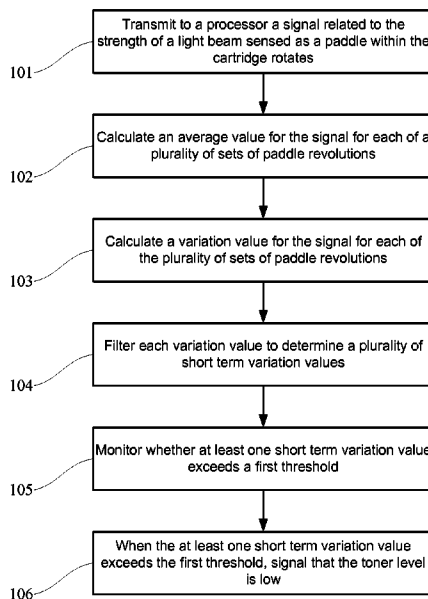 Transmit to a processor a signal related to the
strength of a light beam sensed as a paddle within the
cartridge rotates
101
Calculate an average value for the signal for each of a
plurality of sets of paddle revolutions
102
Calculate a variation value for the signal for each of
the plurality of sets of paddle revolutions
103
Filter each variation value to determine a plurality of
short term variation values
104
Monitor whether at least one short term variation value
exceeds a first threshold
105
When the at least one short term variation value
exceeds the first threshold, signal that the toner level
is low
106